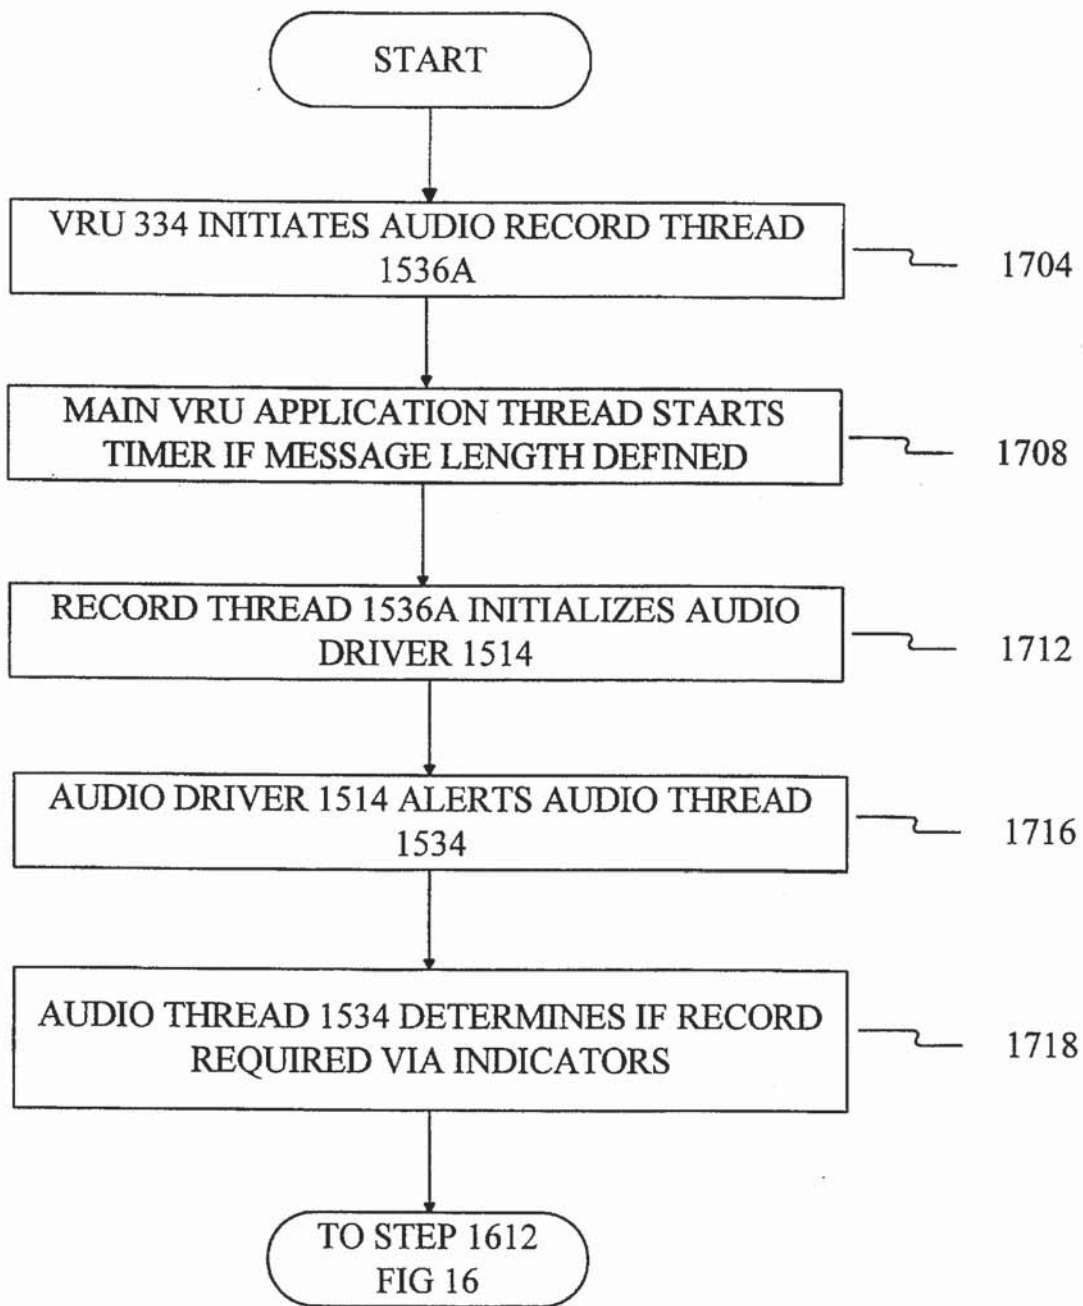 START
VRU 334 INITIATES AUDIO RECORD THREAD
1536A
1704
MAIN VRU APPLICATION THREAD STARTS
TIMER IF MESSAGE LENGTH DEFINED
1708
RECORD THREAD 1536A INITIALIZES AUDIO
DRIVER 1514
1712
AUDIO DRIVER 1514 ALERTS AUDIO THREAD
1534
1716
AUDIO THREAD 1534 DETERMINES IF RECORD
REQUIRED VIA INDICATORS
1718
TO STEP 1612
FIG 16